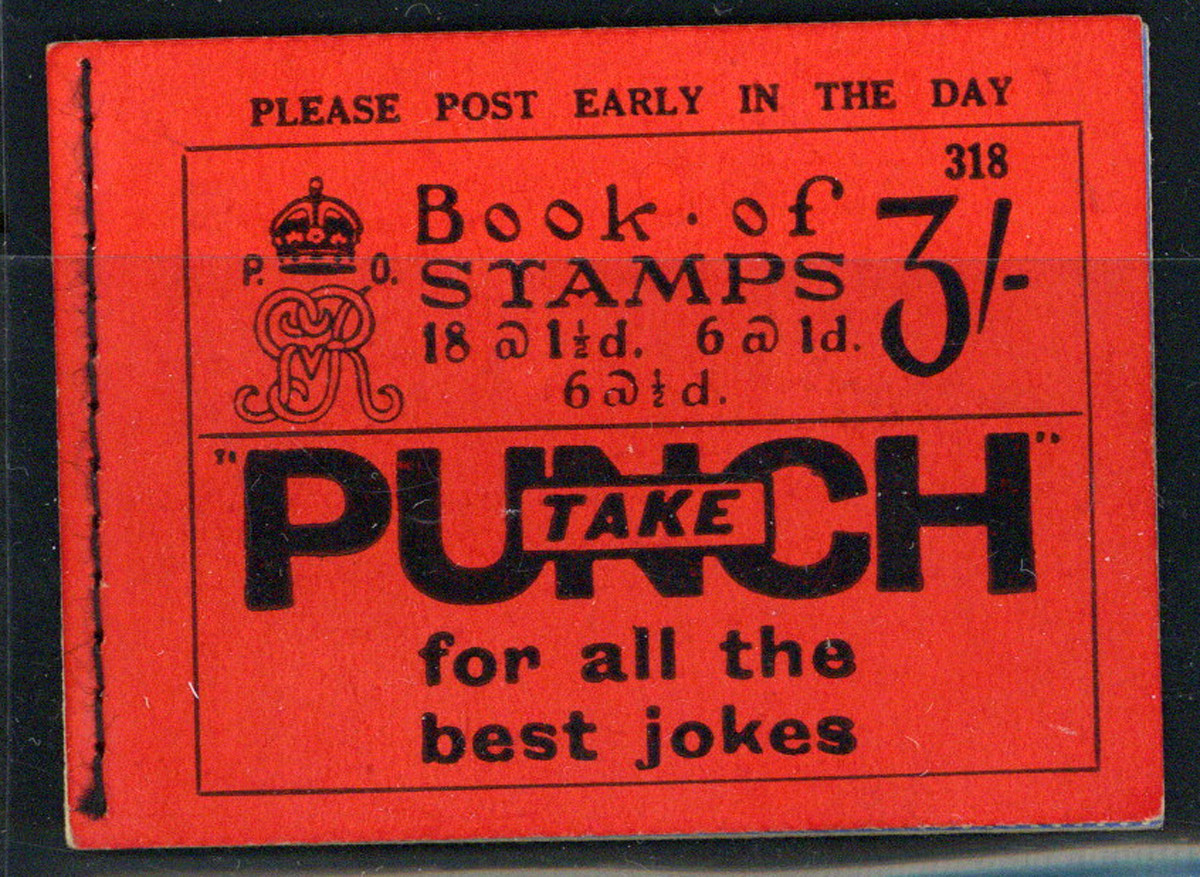 PLEASE POST EARLY IN THE DAY
318
Book · of
STAMPS
3/-
P. O.
GR
18 @ 1½d. 6 @ 1d.
6 @ ½d.
"PUNCH"
TAKE
for all the
best jokes